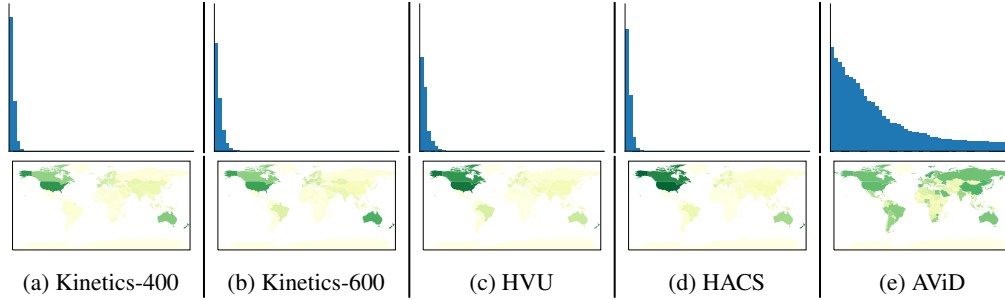 (a) Kinetics-400
(b) Kinetics-600
(c) HVU
(d) HACS
(e) AViD